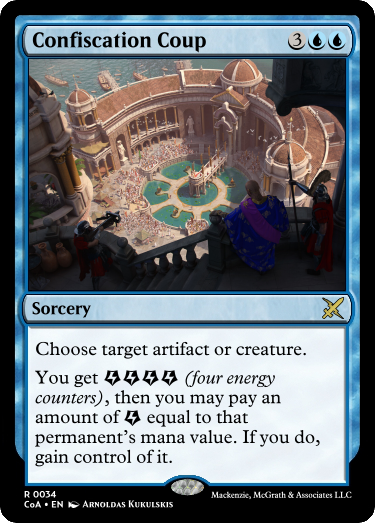 Confiscation Coup 3
Sorcery
Choose target artifact or creature.
You get (four energy
counters), then you may pay an
amount of equal to that
permanent's mana value. If you do,
gain control of it.
R 0034
Mackenzie, McGrath & Associates LLC
CoA • EN Arnoldas Kukulskis